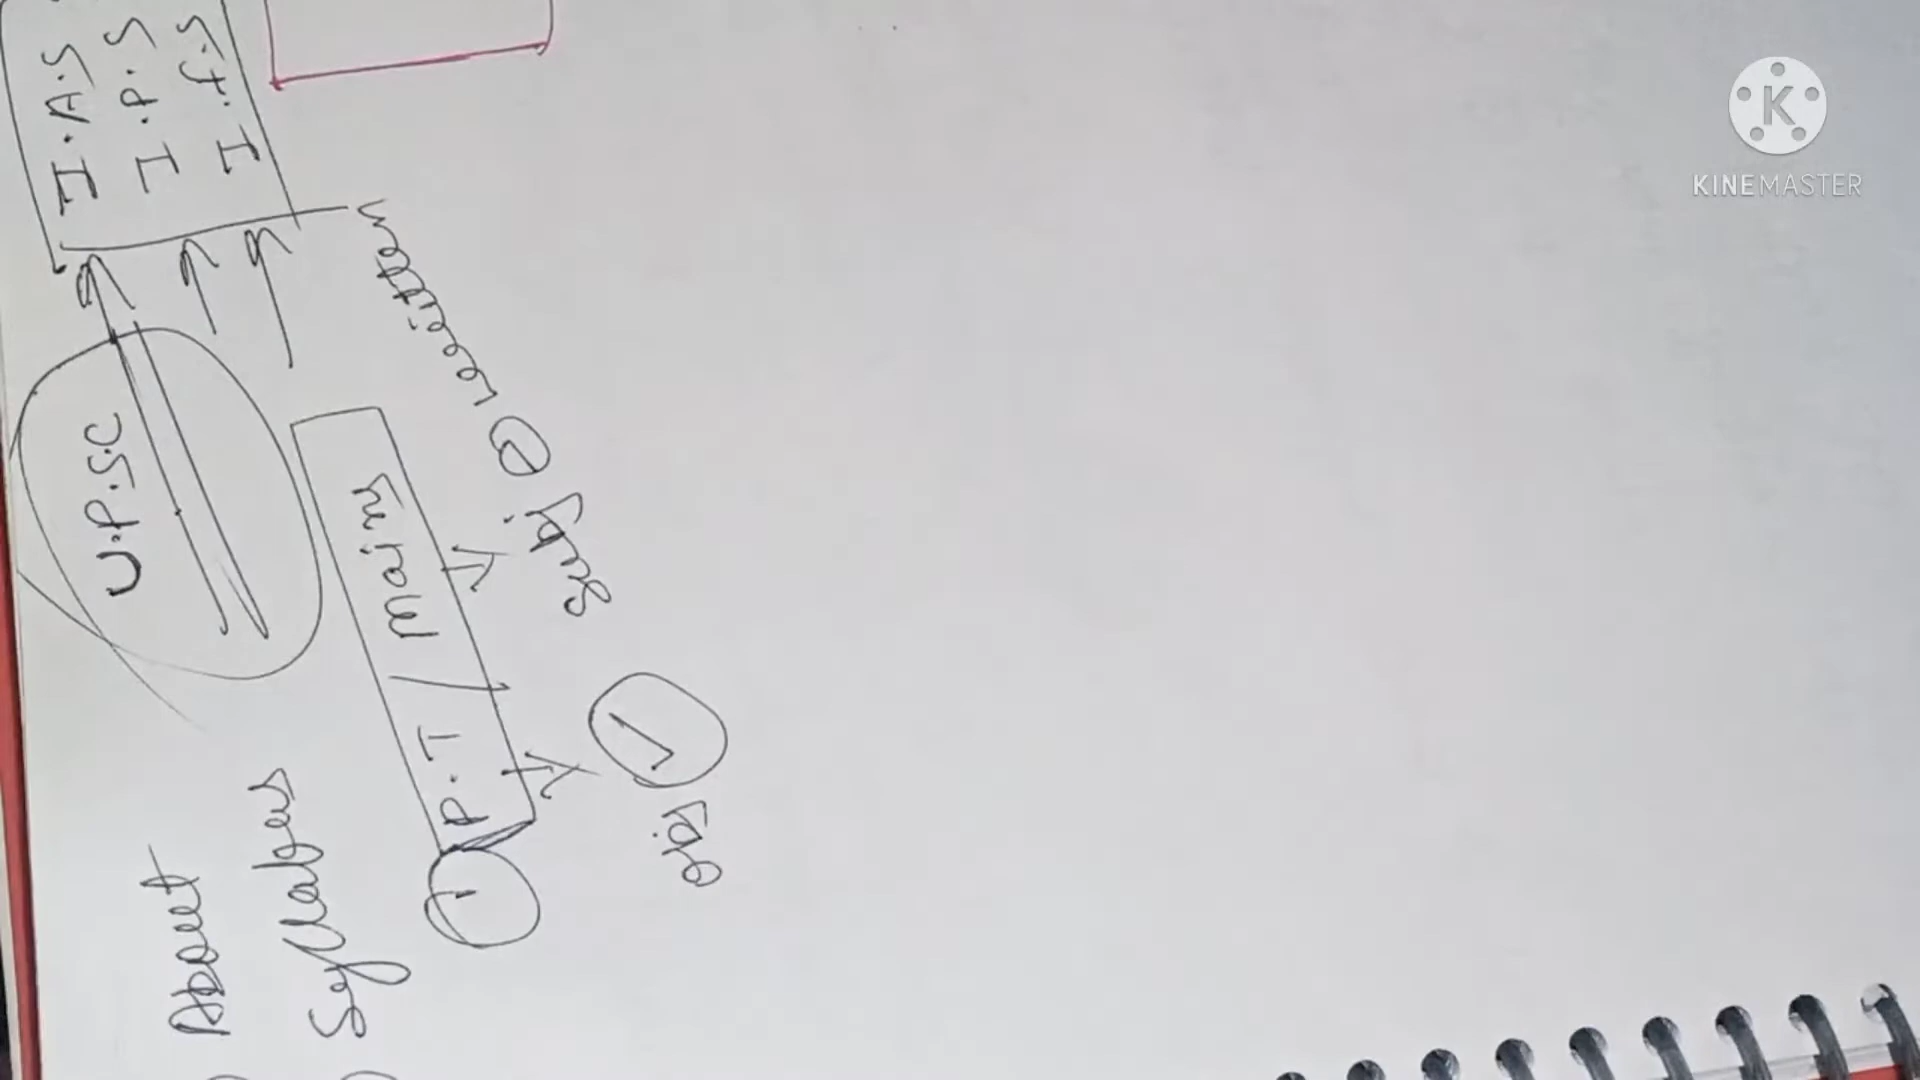 About U.P.S.C I.A.S
I.P.S
Syllabus I.f.S
P.T / Mains
Subj written
obj
KINEMASTER